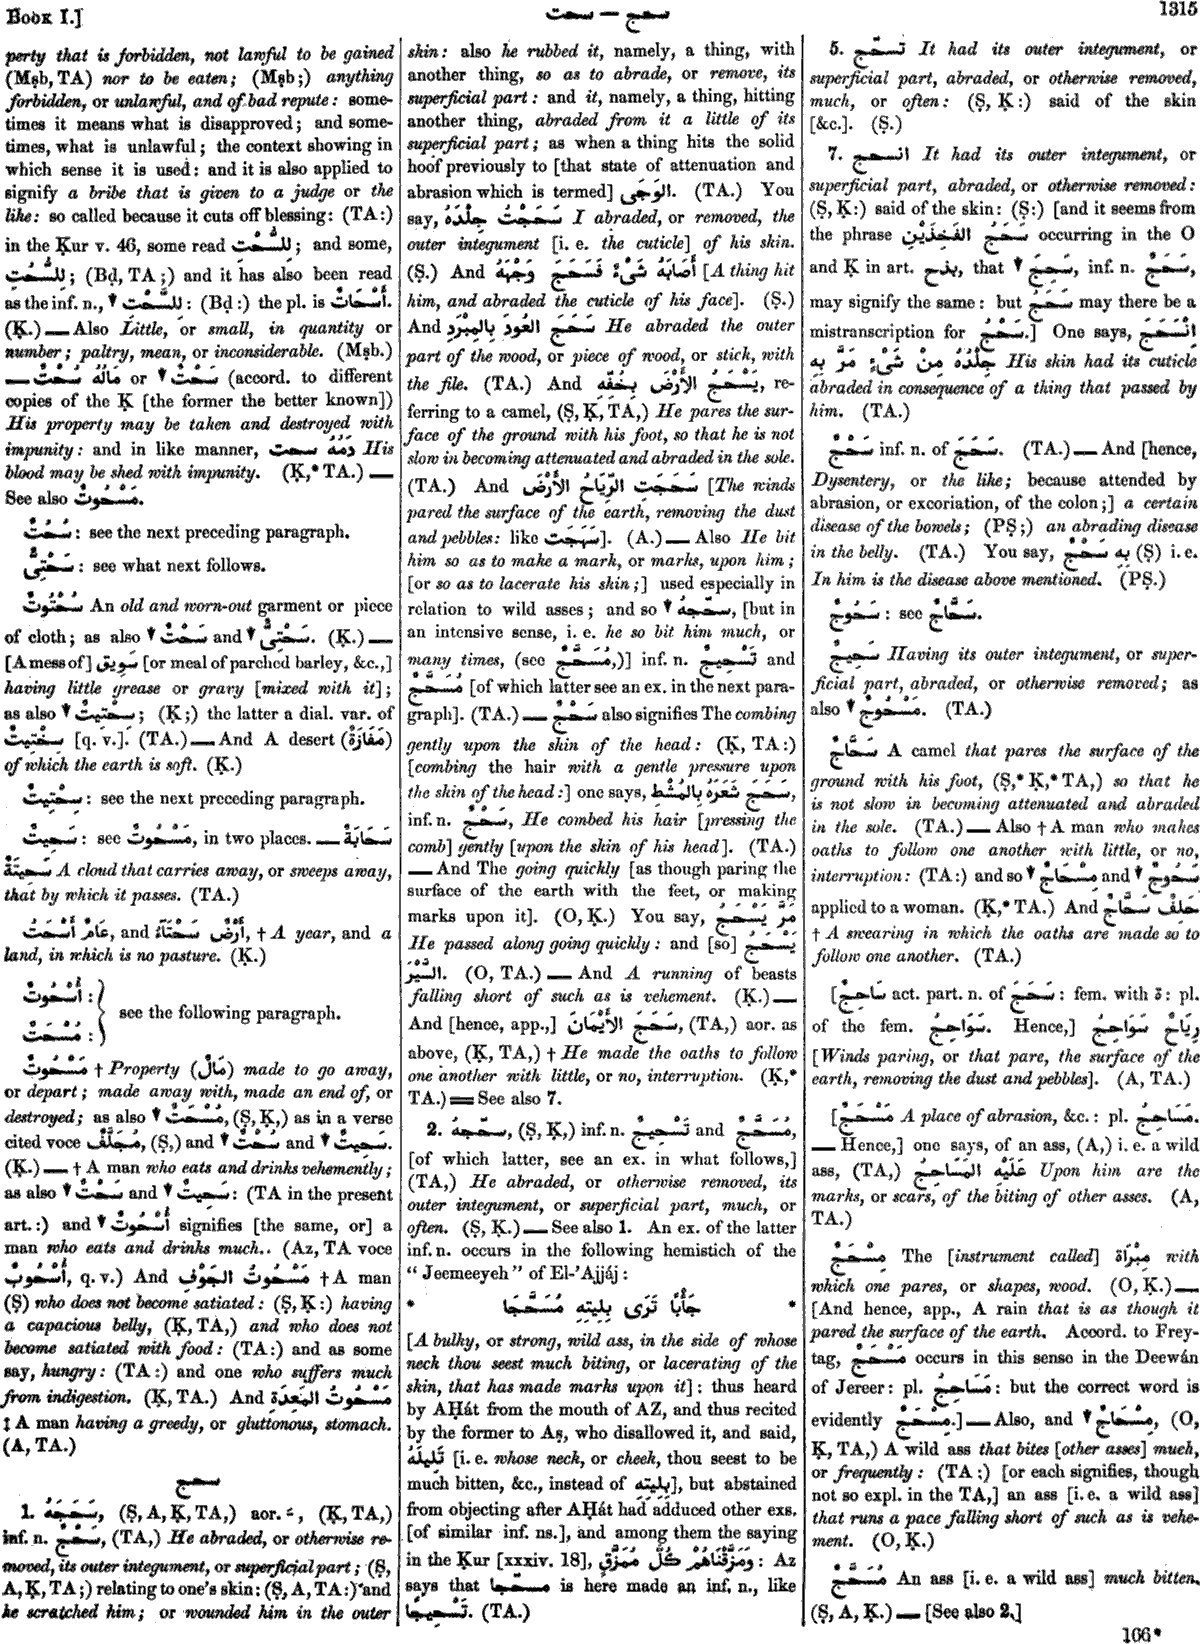 Book I.]
سحت — سحج
1315
perty that is forbidden, not lawful to be gained
(Mṣb, TA) nor to be eaten; (Mṣb;) anything
forbidden, or unlawful, and of bad repute: some-
times it means what is disapproved; and some-
times, what is unlawful; the context showing in
which sense it is used: and it is also applied to
signify a bribe that is given to a judge or the
like: so called because it cuts off blessing: (TA:)
in the Ḳur v. 46, some read لِلسُّحُتِ; and some,
لِلسُّحْتِ; (Bḍ, TA;) and it has also been read
as the inf. n., ▼ لِلسَّحْتِ: (Bḍ:) the pl. is أَسْحَاتٌ.
(Ḳ.) — Also Little, or small, in quantity or
number; paltry, mean, or inconsiderable. (Mṣb.)
— مَالُهُ سُحْتٌ or ▼ سَحْتٌ (accord. to different
copies of the Ḳ [the former the better known])
His property may be taken and destroyed with
impunity: and in like manner, دَمُهُ سحت His
blood may be shed with impunity. (Ḳ,* TA.) —
See also مَسْحُوتٌ.
سُحُتٌ: see the next preceding paragraph.
سَحْتِىٌّ: see what next follows.
سُحْتُوتٌ An old and worn-out garment or piece
of cloth; as also ▼ سَحْتٌ and ▼ سَحْتِىٌّ. (Ḳ.) —
[A mess of] سَوِيق [or meal of parched barley, &c.,]
having little grease or gravy [mixed with it];
as also ▼ سِحْتِيتٌ; (Ḳ;) the latter a dial. var. of
سِخْتِيتٌ [q. v.]. (TA.) — And A desert (مَفَازَةٌ)
of which the earth is soft. (Ḳ.)
سِحْتِيتٌ: see the next preceding paragraph.
سَحِيتٌ: see مَسْحُوتٌ, in two places. — سَحَابَةٌ
سَحِيتَةٌ A cloud that carries away, or sweeps away,
that by which it passes. (TA.)
عَامٌ أَسْحَتُ, and أَرْضٌ سَحْتَآءُ, † A year, and a
land, in which is no pasture. (Ḳ.)
أُسْحُوتٌ:
مُسْحَتٌ:
see the following paragraph.
مَسْحُوتٌ † Property (مَالٌ) made to go away,
or depart; made away with, made an end of, or
destroyed; as also ▼ مُسْحَتٌ, (Ṣ, Ḳ,) as in a verse
cited voce مُجَلَّفٌ, (Ṣ,) and ▼ سُحْتٌ and ▼ سَحِيتٌ.
(Ḳ.) — † A man who eats and drinks vehemently;
as also ▼ سَحْتٌ and ▼ سَحِيتٌ: (TA in the present
art.:) and ▼ أُسْحُوتٌ signifies [the same, or] a
man who eats and drinks much.. (Az, TA voce
أُسْحُوبٌ, q. v.) And مَسْحُوتُ الجَوْفِ † A man
(Ṣ) who does not become satiated: (Ṣ, Ḳ:) having
a capacious belly, (Ḳ, TA,) and who does not
become satiated with food: (TA:) and as some
say, hungry: (TA:) and one who suffers much
from indigestion. (Ḳ, TA.) And مَسْحُوتُ المَعِدَةِ
‡ A man having a greedy, or gluttonous, stomach.
(A, TA.)
سحج
1. سَحَجَهُ, (Ṣ, A, Ḳ, TA,) aor. ـَ, (Ḳ, TA,)
inf. n. سَحْجٌ, (TA,) He abraded, or otherwise re-
moved, its outer integument, or superficial part; (Ṣ,
A, Ḳ, TA;) relating to one's skin: (Ṣ, A, TA:) and
he scratched him; or wounded him in the outer
skin: also he rubbed it, namely, a thing, with
another thing, so as to abrade, or remove, its
superficial part: and it, namely, a thing, hitting
another thing, abraded from it a little of its
superficial part; as when a thing hits the solid
hoof previously to [that state of attenuation and
abrasion which is termed] الوَجَى. (TA.) You
say, سَحَجْتُ جِلْدَهُ I abraded, or removed, the
outer integument [i. e. the cuticle] of his skin.
(Ṣ.) And أَصَابَهُ شَىْءٌ فَسَحَجَ وَجْهَهُ [A thing hit
him, and abraded the cuticle of his face]. (Ṣ.)
And سَحَجَ العُودَ بِالمِبْرَدِ He abraded the outer
part of the wood, or piece of wood, or stick, with
the file. (TA.) And يَسْحَجُ الأَرْضَ بِخُفِّهِ, re-
ferring to a camel, (Ṣ, Ḳ, TA,) He pares the sur-
face of the ground with his foot, so that he is not
slow in becoming attenuated and abraded in the sole.
(TA.) And سَحَجَتِ الرِّيَاحُ الأَرْضَ [The winds
pared the surface of the earth, removing the dust
and pebbles: like سَهَجَت]. (A.) — Also He bit
him so as to make a mark, or marks, upon him;
[or so as to lacerate his skin;] used especially in
relation to wild asses; and so ▼ سحّجهُ, [but in
an intensive sense, i. e. he so bit him much, or
many times, (see مُسَحَّجٌ,)] inf. n. تَسْحِيجٌ and
مُسَحَّجٌ [of which latter see an ex. in the next para-
graph]. (TA.) — سَحْجٌ also signifies The combing
gently upon the skin of the head: (Ḳ, TA:)
[combing the hair with a gentle pressure upon
the skin of the head:] one says, سَحَجَ شَعَرَهُ بِالمُشْطِ,
inf. n. سَحْجٌ, He combed his hair [pressing the
comb] gently [upon the skin of his head]. (TA.)
— And The going quickly [as though paring the
surface of the earth with the feet, or making
marks upon it]. (O, Ḳ.) You say, مَرَّ يَسْحَجُ
He passed along going quickly: and [so] يَسْحَجُ
السَّيْرَ. (O, TA.) — And A running of beasts
falling short of such as is vehement. (Ḳ.) —
And [hence, app.,] سَحَجَ الأَيْمَانَ, (TA,) aor. as
above, (Ḳ, TA,) † He made the oaths to follow
one another with little, or no, interruption. (Ḳ,*
TA.) = See also 7.
2. سحّجهُ, (Ṣ, Ḳ,) inf. n. تَسْحِيجٌ and مُسَحَّجٌ,
[of which latter, see an ex. in what follows,]
(TA,) He abraded, or otherwise removed, its
outer integument, or superficial part, much, or
often. (Ṣ, Ḳ.) — See also 1. An ex. of the latter
inf. n. occurs in the following hemistich of the
“Jeemeeyeh” of El-'Ajjáj:
* جَأْبًا تَرَى بِلِيتِهِ مُسَحَّجَا *
[A bulky, or strong, wild ass, in the side of whose
neck thou seest much biting, or lacerating of the
skin, that has made marks upon it]: thus heard
by AḤát from the mouth of AZ, and thus recited
by the former to Aṣ, who disallowed it, and said,
تَلِيلَهُ [i. e. whose neck, or cheek, thou seest to be
much bitten, &c., instead of بِلِيتِهِ], but abstained
from objecting after AḤát had adduced other exs.
[of similar inf. ns.], and among them the saying
in the Ḳur [xxxiv. 18], وَمَزَّقْنَاهُمْ كُلَّ مُمَزَّقٍ: Az
says that مسحّجا is here made an inf. n., like
تَسْحِيجًا. (TA.)
5. تسحّج It had its outer integument, or
superficial part, abraded, or otherwise removed,
much, or often: (Ṣ, Ḳ:) said of the skin
[&c.]. (Ṣ.)
7. انسحج It had its outer integument, or
superficial part, abraded, or otherwise removed:
(Ṣ, Ḳ:) said of the skin: (Ṣ:) [and it seems from
the phrase سَحَجُ الفَخِذَيْنِ occurring in the O
and Ḳ in art. بذح, that ▼ سَحِجَ, inf. n. سَحَجٌ,
may signify the same: but سَحَجُ may there be a
mistranscription for سَحْجُ.] One says, اِنْسَحَجَ
جِلْدُهُ مِنْ شَىْءٍ مَرَّ بِهِ His skin had its cuticle
abraded in consequence of a thing that passed by
him. (TA.)
سَحْجٌ inf. n. of سَحَجَ. (TA.) — And [hence,
Dysentery, or the like; because attended by
abrasion, or excoriation, of the colon;] a certain
disease of the bowels; (PṢ;) an abrading disease
in the belly. (TA.) You say, بِهِ سَحْجٌ (Ṣ) i. e.
In him is the disease above mentioned. (PṢ.)
سَحُوجٌ: see سَحَّاجٌ.
سَحِيجٌ Having its outer integument, or super-
ficial part, abraded, or otherwise removed; as
also ▼ مَسْحُوجٌ. (TA.)
سَحَّاجٌ A camel that pares the surface of the
ground with his foot, (Ṣ,* Ḳ,* TA,) so that he
is not slow in becoming attenuated and abraded
in the sole. (TA.) — Also † A man who makes
oaths to follow one another with little, or no,
interruption: (TA:) and so ▼ مِسْحَاجٌ and ▼ سَحُوجٌ
applied to a woman. (Ḳ,* TA.) And حَلِفٌ سَحَّاجٌ
† A swearing in which the oaths are made so to
follow one another. (TA.)
[سَاحِجٌ act. part. n. of سَحَجَ: fem. with ة: pl.
of the fem. سَوَاحِجُ. Hence,] رِيَاحٌ سَوَاحِجُ
[Winds paring, or that pare, the surface of the
earth, removing the dust and pebbles]. (A, TA.)
[مَسْحَجٌ A place of abrasion, &c.: pl. مَسَاحِجُ.
— Hence,] one says, of an ass, (A,) i. e. a wild
ass, (TA,) عَلَيْهِ المَسَاحِجُ Upon him are the
marks, or scars, of the biting of other asses. (A,
TA.)
مِسْحَجٌ The [instrument called] مِبْرَاة with
which one pares, or shapes, wood. (O, Ḳ.) —
[And hence, app., A rain that is as though it
pared the surface of the earth. Accord. to Frey-
tag, مَسْحَجٌ occurs in this sense in the Deewán
of Jereer: pl. مَسَاحِجُ: but the correct word is
evidently مِسْحَجٌ.] — Also, and ▼ مِسْحَاجٌ, (O,
Ḳ, TA,) A wild ass that bites [other asses] much,
or frequently: (TA:) [or each signifies, though
not so expl. in the TA,] an ass [i. e. a wild ass]
that runs a pace falling short of such as is vehe-
ment. (O, Ḳ.)
مُسَحَّجٌ An ass [i. e. a wild ass] much bitten.
(Ṣ, A, Ḳ.) — [See also 2.]
166*